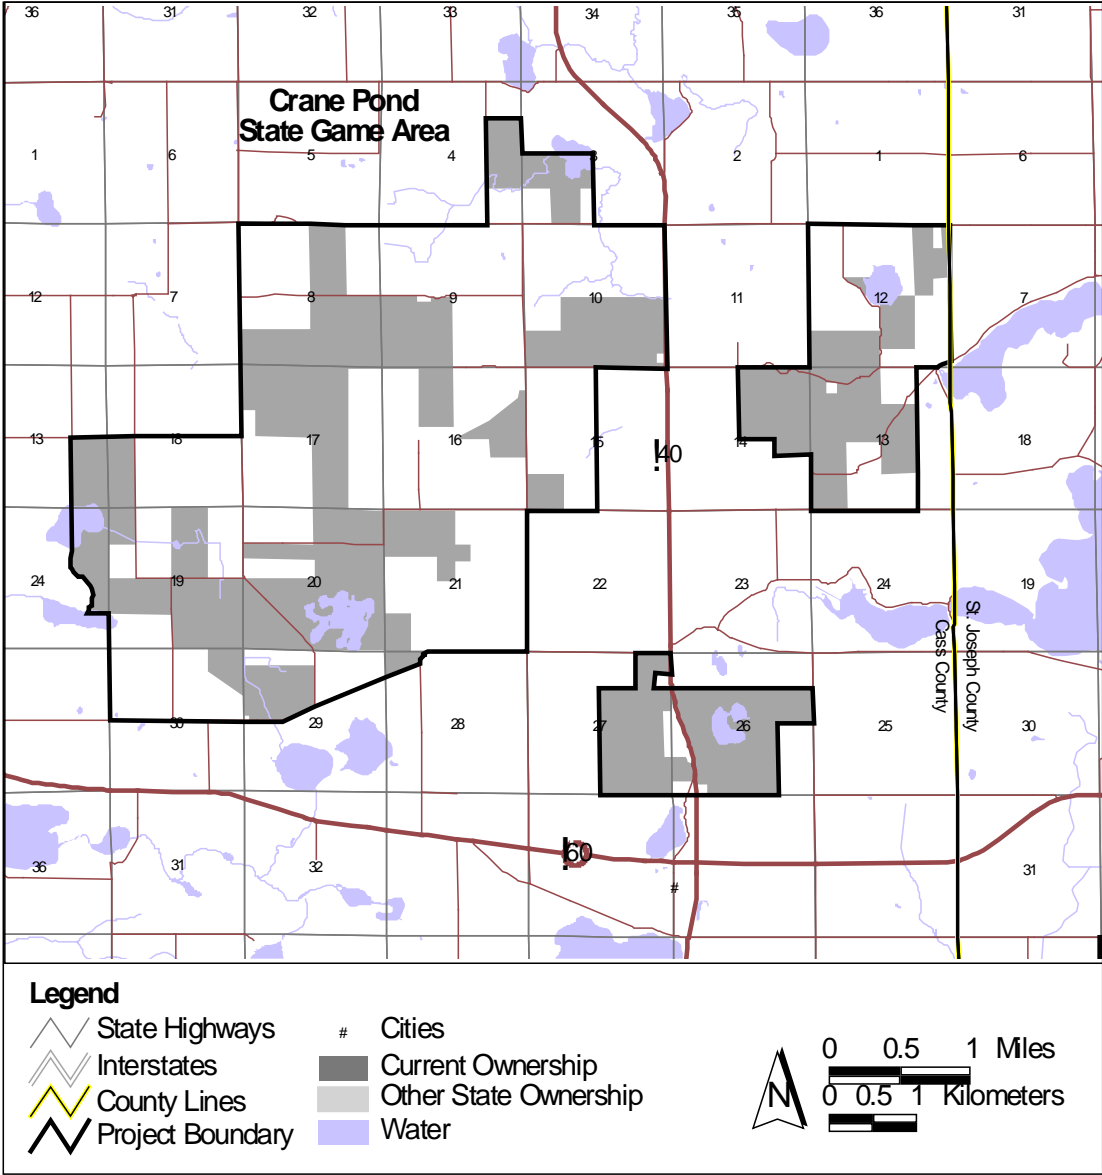 36 31 32 33 34 35 36 31
Crane Pond
State Game Area
1 6 5 4 3 2 1 6
12 7 8 9 10 11 12 7
13 18 17 16 15 14 13 18
!40
24 19 20 21 22 23 24 19
St. Joseph County
Cass County
30 29 28 27 26 25 30
!60
36 31 32 31
#
Legend
State Highways
Interstates
County Lines
Project Boundary
# Cities
Current Ownership
Other State Ownership
Water
N
0 0.5 1 Miles
0 0.5 1 Kilometers